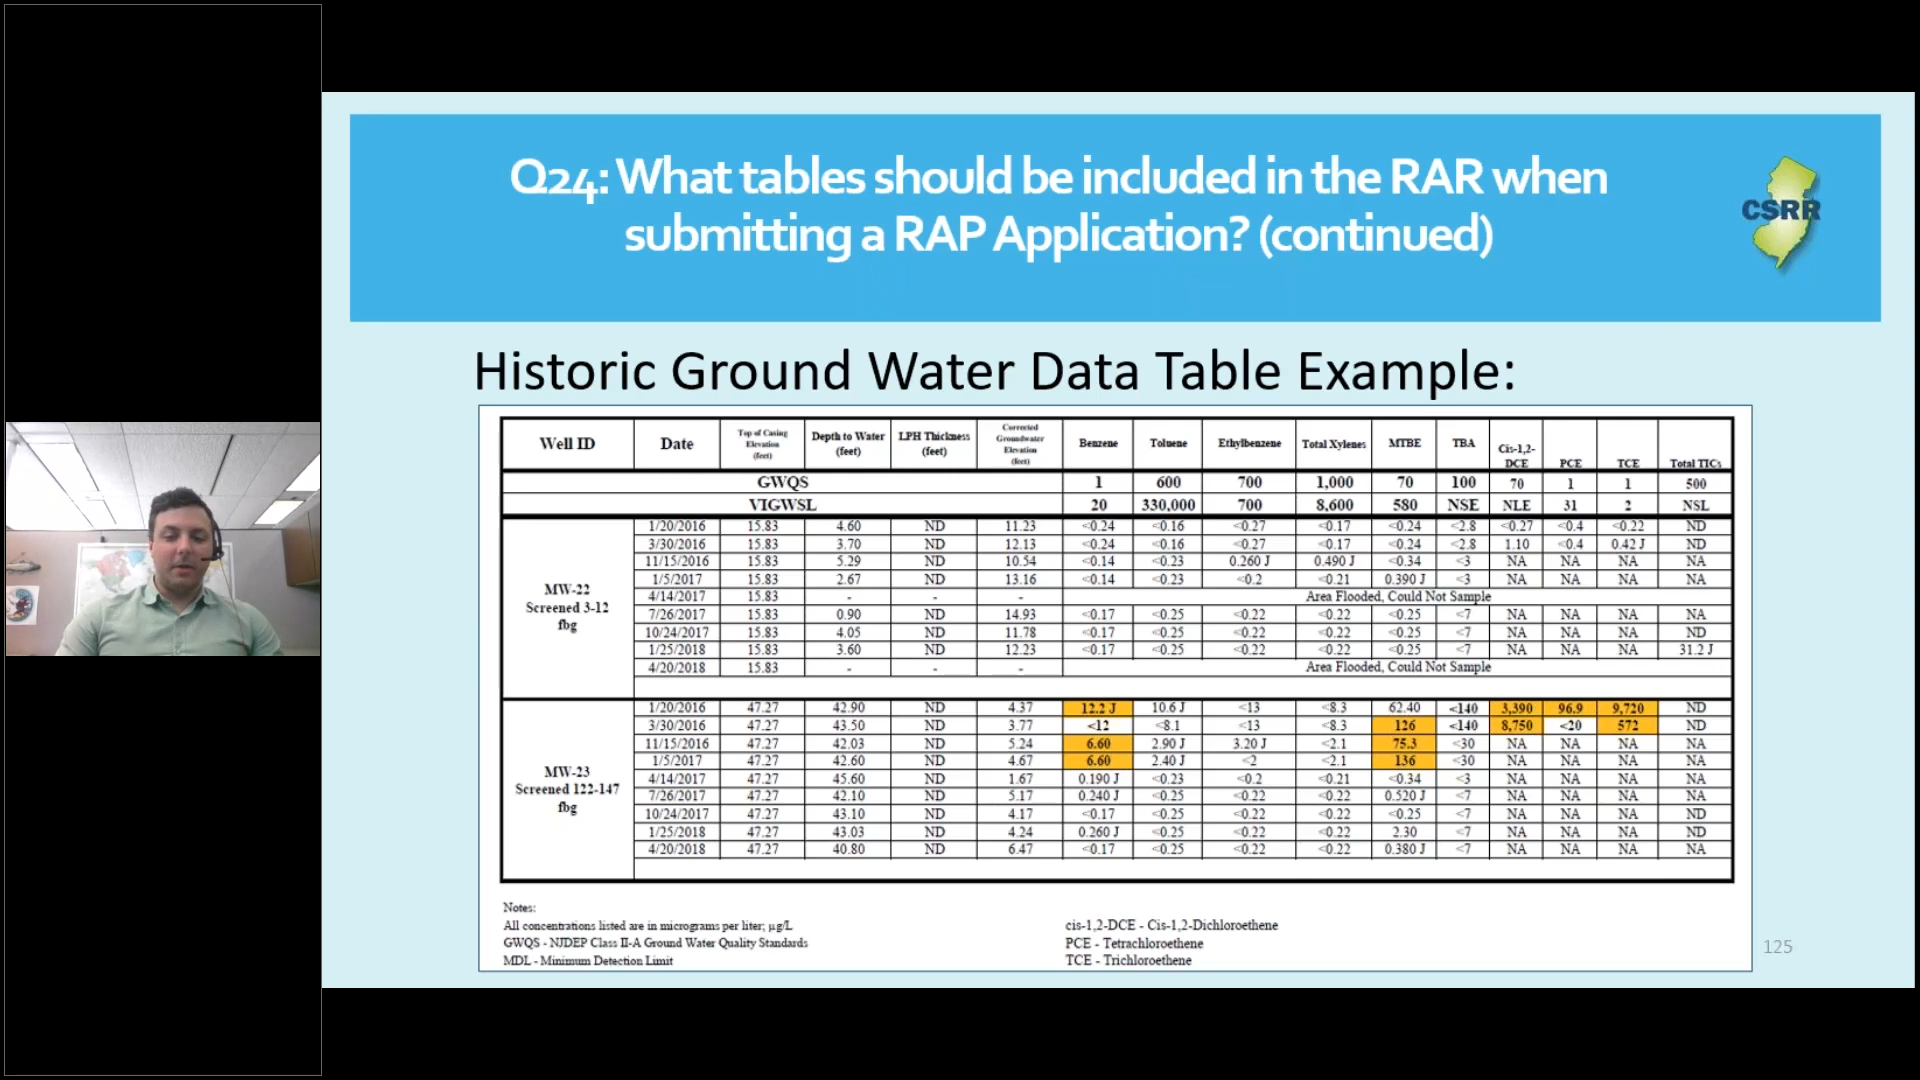 Q24: What tables should be included in the RAR when
submitting a RAP Application? (continued)
CSRR
Historic Ground Water Data Table Example:
Well ID Date Top of Casing Elevation (feet) Depth to Water (feet) LPH Thickness (feet) Corrected Groundwater Elevation (feet) Benzene Toluene Ethylbenzene Total Xylenes MTBE TBA Cis-1,2-DCE PCE TCE Total TICs
GWQS 1 600 700 1,000 70 100 70 1 1 500
VIGWSL 20 330,000 700 8,600 580 NSE NLE 31 2 NSL
MW-22
Screened 3-12
fbg
1/20/2016 15.83 4.60 ND 11.23 <0.24 <0.16 <0.27 <0.17 <0.24 <2.8 <0.27 <0.4 <0.22 ND
3/30/2016 15.83 3.70 ND 12.13 <0.24 <0.16 <0.27 <0.17 <0.24 <2.8 1.10 <0.4 0.42 J ND
11/15/2016 15.83 5.29 ND 10.54 <0.14 <0.23 0.260 J 0.490 J <0.34 <3 NA NA NA NA
1/5/2017 15.83 2.67 ND 13.16 <0.14 <0.23 <0.2 <0.21 0.390 J <3 NA NA NA NA
4/14/2017 15.83 - - - Area Flooded, Could Not Sample
7/26/2017 15.83 0.90 ND 14.93 <0.17 <0.25 <0.22 <0.22 <0.25 <7 NA NA NA NA
10/24/2017 15.83 4.05 ND 11.78 <0.17 <0.25 <0.22 <0.22 <0.25 <7 NA NA NA ND
1/25/2018 15.83 3.60 ND 12.23 <0.17 <0.25 <0.22 <0.22 <0.25 <7 NA NA NA 31.2 J
4/20/2018 15.83 - - - Area Flooded, Could Not Sample
MW-23
Screened 122-147
fbg
1/20/2016 47.27 42.90 ND 4.37 12.2 J 10.6 J <13 <8.3 62.40 <140 3,390 96.9 9,720 ND
3/30/2016 47.27 43.50 ND 3.77 <12 <8.1 <13 <8.3 126 <140 8,750 <20 572 ND
11/15/2016 47.27 42.03 ND 5.24 6.60 2.90 J 3.20 J <2.1 75.3 <30 NA NA NA NA
1/5/2017 47.27 42.60 ND 4.67 6.60 2.40 J <2 <2.1 136 <30 NA NA NA NA
4/14/2017 47.27 45.60 ND 1.67 0.190 J <0.23 <0.2 <0.21 <0.34 <3 NA NA NA NA
7/26/2017 47.27 42.10 ND 5.17 0.240 J <0.25 <0.22 <0.22 0.520 J <7 NA NA NA NA
10/24/2017 47.27 43.10 ND 4.17 <0.17 <0.25 <0.22 <0.22 <0.25 <7 NA NA NA ND
1/25/2018 47.27 43.03 ND 4.24 0.260 J <0.25 <0.22 <0.22 2.30 <7 NA NA NA ND
4/20/2018 47.27 40.80 ND 6.47 <0.17 <0.25 <0.22 <0.22 0.380 J <7 NA NA NA NA
Notes:
All concentrations listed are in micrograms per liter; µg/L
GWQS - NJDEP Class II-A Ground Water Quality Standards
MDL - Minimum Detection Limit
cis-1,2-DCE - Cis-1,2-Dichloroethene
PCE - Tetrachloroethene
TCE - Trichloroethene
125